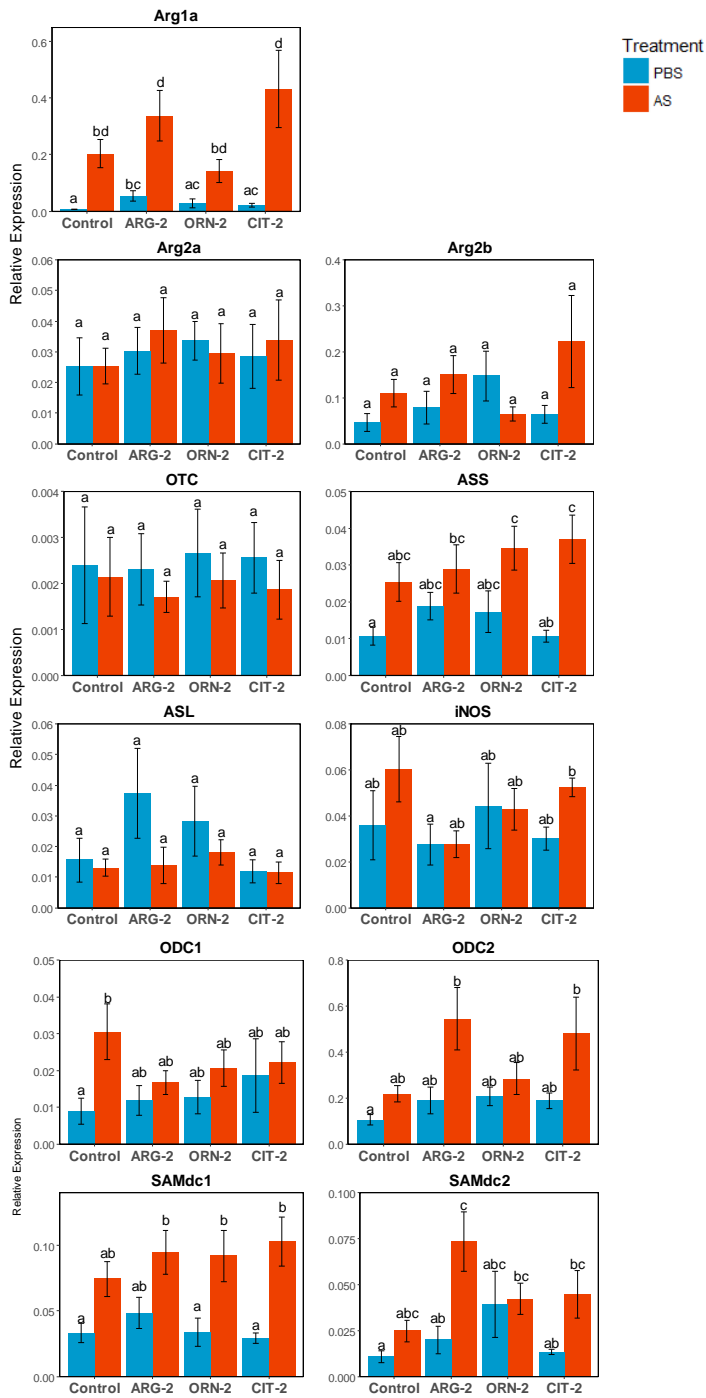 Arg1a
Treatment
PBS
AS
Relative Expression
0.6
0.4
0.2
0.0
a
bd
bc
d
ac
bd
ac
d
Control ARG-2 ORN-2 CIT-2
Arg2a
0.06
0.05
0.04
0.03
0.02
0.01
0.00
a a a a a a a a
Control ARG-2 ORN-2 CIT-2
Arg2b
0.4
0.3
0.2
0.1
0.0
a a a a a a a a
Control ARG-2 ORN-2 CIT-2
Relative Expression
OTC
0.004
0.003
0.002
0.001
0.000
a a a a a a a a
Control ARG-2 ORN-2 CIT-2
ASS
0.05
0.04
0.03
0.02
0.01
0.00
a abc abc bc abc c ab c
Control ARG-2 ORN-2 CIT-2
ASL
0.06
0.05
0.04
0.03
0.02
0.01
0.00
a a a a a a a a
Control ARG-2 ORN-2 CIT-2
iNOS
0.08
0.06
0.04
0.02
0.00
ab ab a ab ab ab ab b
Control ARG-2 ORN-2 CIT-2
Relative Expression
ODC1
0.05
0.04
0.03
0.02
0.01
0.00
a b ab ab ab ab ab ab
Control ARG-2 ORN-2 CIT-2
ODC2
0.8
0.6
0.4
0.2
0.0
a ab ab b ab ab ab b
Control ARG-2 ORN-2 CIT-2
SAMdc1
0.10
0.05
0.00
a ab ab b a b a b
Control ARG-2 ORN-2 CIT-2
SAMdc2
0.100
0.075
0.050
0.025
0.000
a abc ab c abc bc ab bc
Control ARG-2 ORN-2 CIT-2